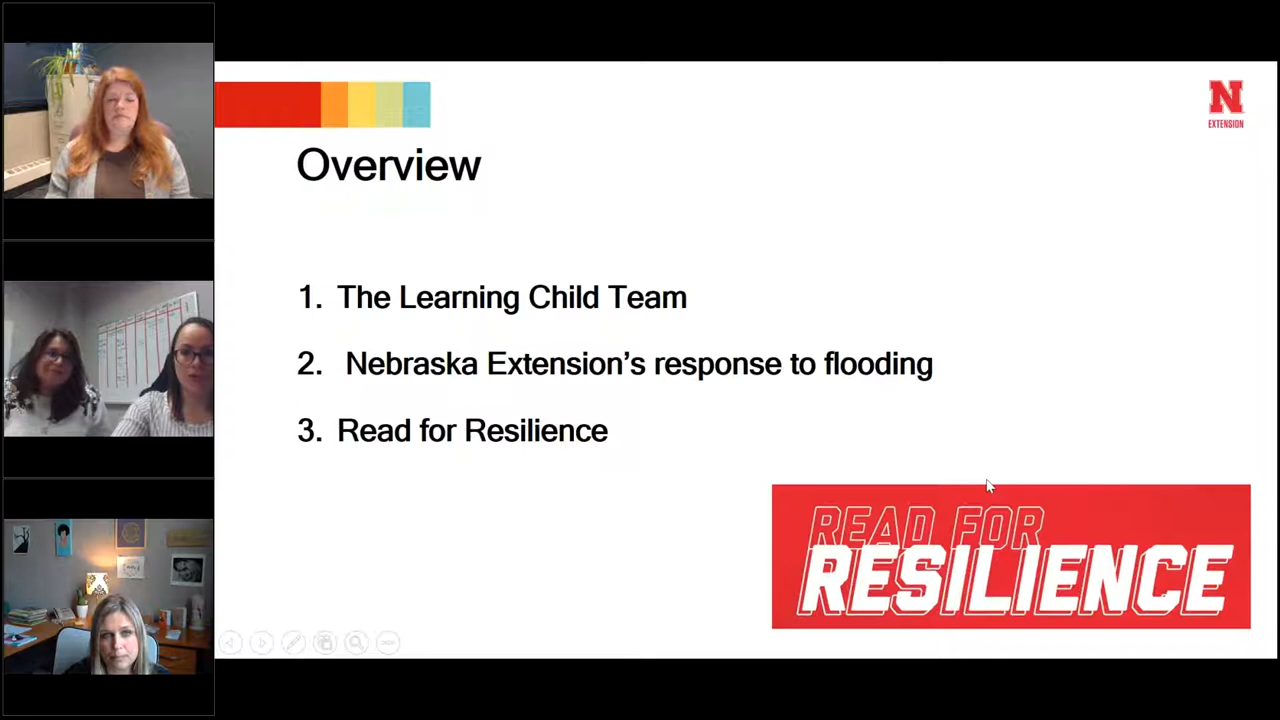 N
EXTENSION
Overview
1. The Learning Child Team
2. Nebraska Extension’s response to flooding
3. Read for Resilience
READ FOR
RESILIENCE